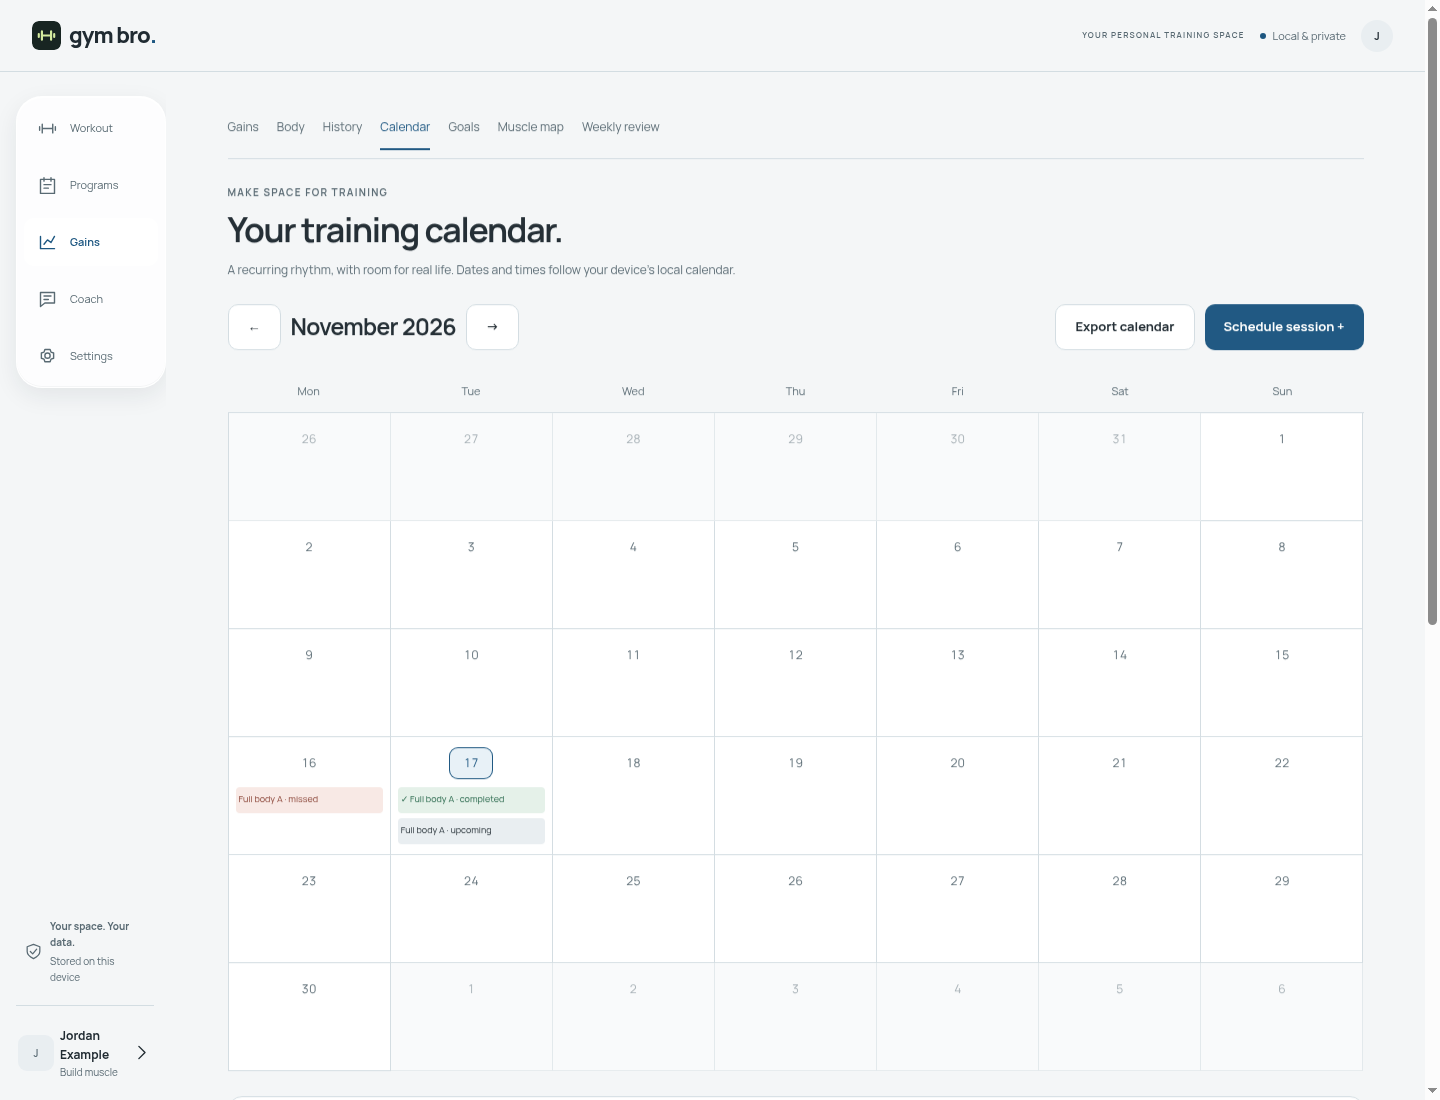 gym bro.
YOUR PERSONAL TRAINING SPACE
Local & private
J
Workout
Programs
Gains
Coach
Settings
Gains Body History Calendar Goals Muscle map Weekly review
MAKE SPACE FOR TRAINING
Your training calendar.
A recurring rhythm, with room for real life. Dates and times follow your device's local calendar.
← November 2026 →
Export calendar
Schedule session +
Mon Tue Wed Thu Fri Sat Sun
26 27 28 29 30 31 1
2 3 4 5 6 7 8
9 10 11 12 13 14 15
16 17 18 19 20 21 22
Full body A · missed
✓ Full body A · completed
Full body A · upcoming
23 24 25 26 27 28 29
30 1 2 3 4 5 6
Your space. Your
data.
Stored on this
device
J
Jordan
Example
Build muscle